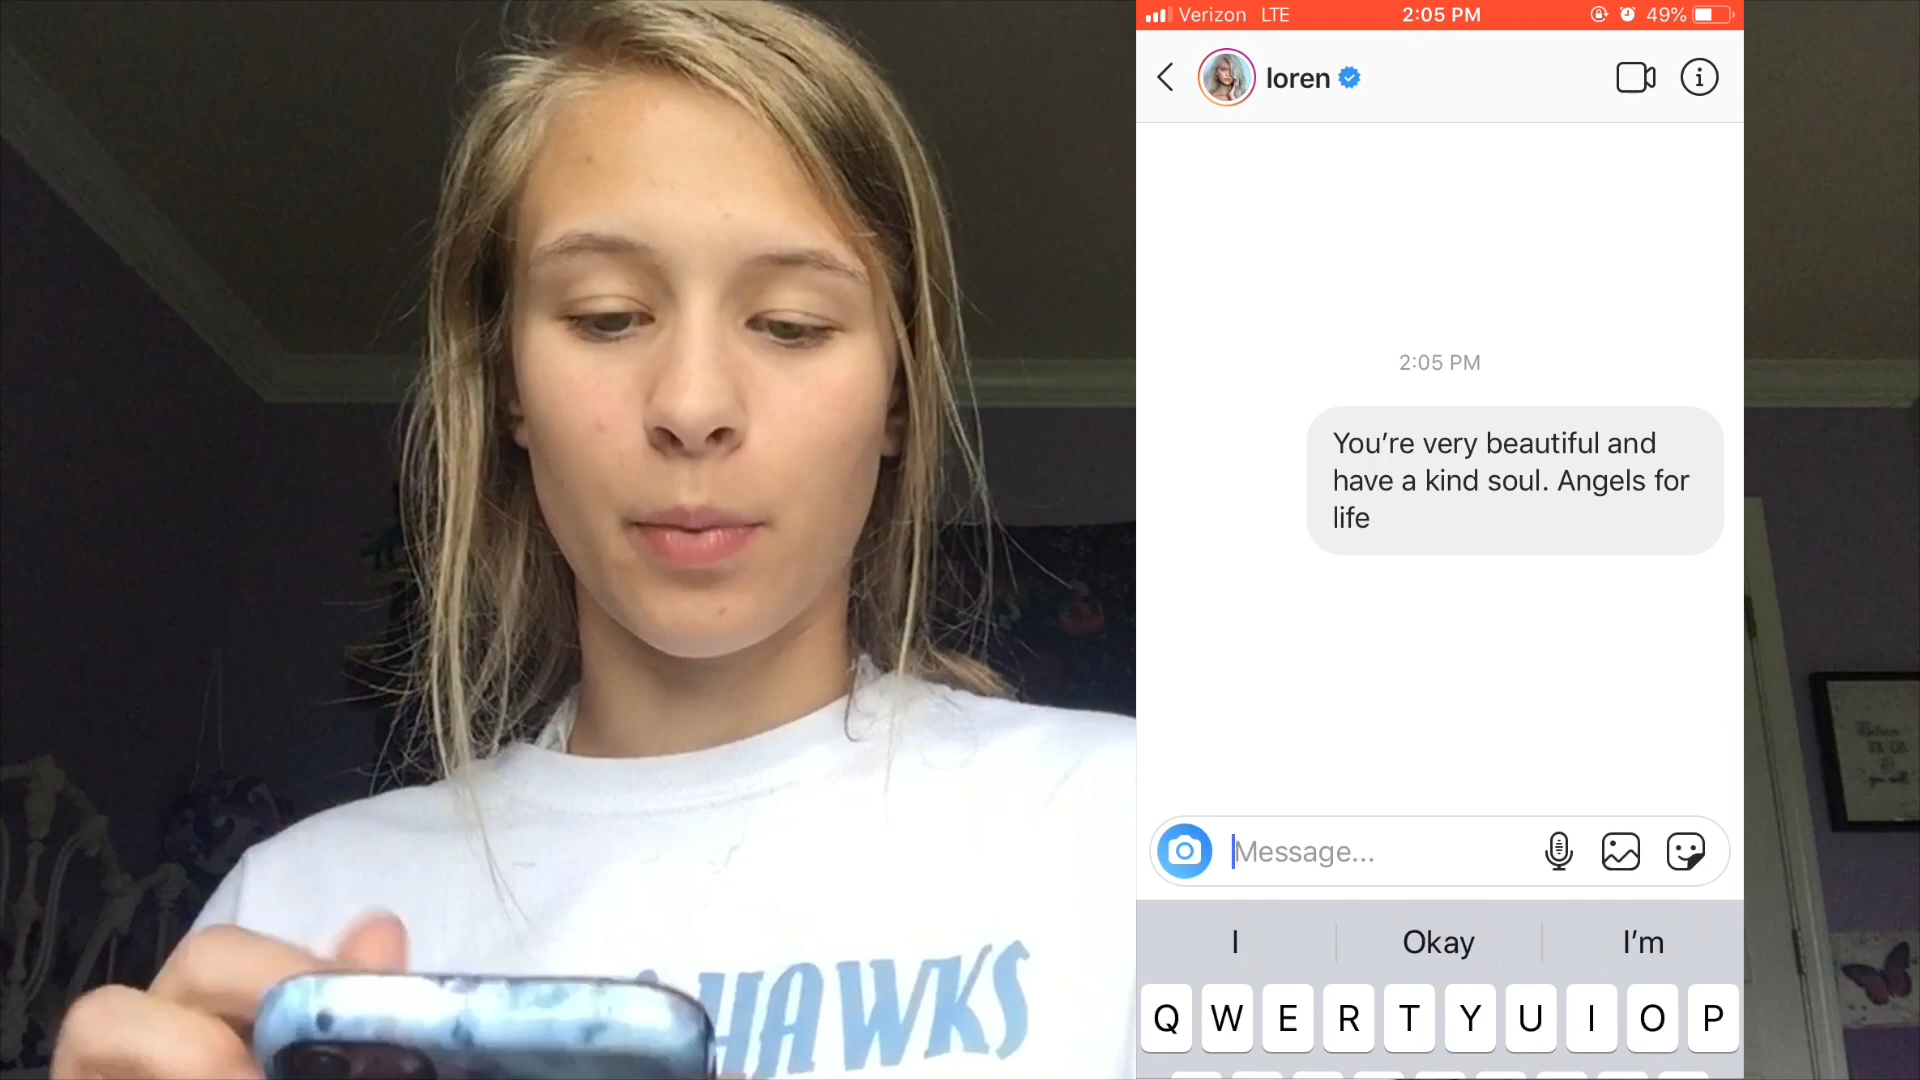 Verizon LTE 2:05 PM 49%
loren
2:05 PM
You’re very beautiful and
have a kind soul. Angels for
life
Message...
I Okay I’m
Q W E R T Y U I O P
HAWKS